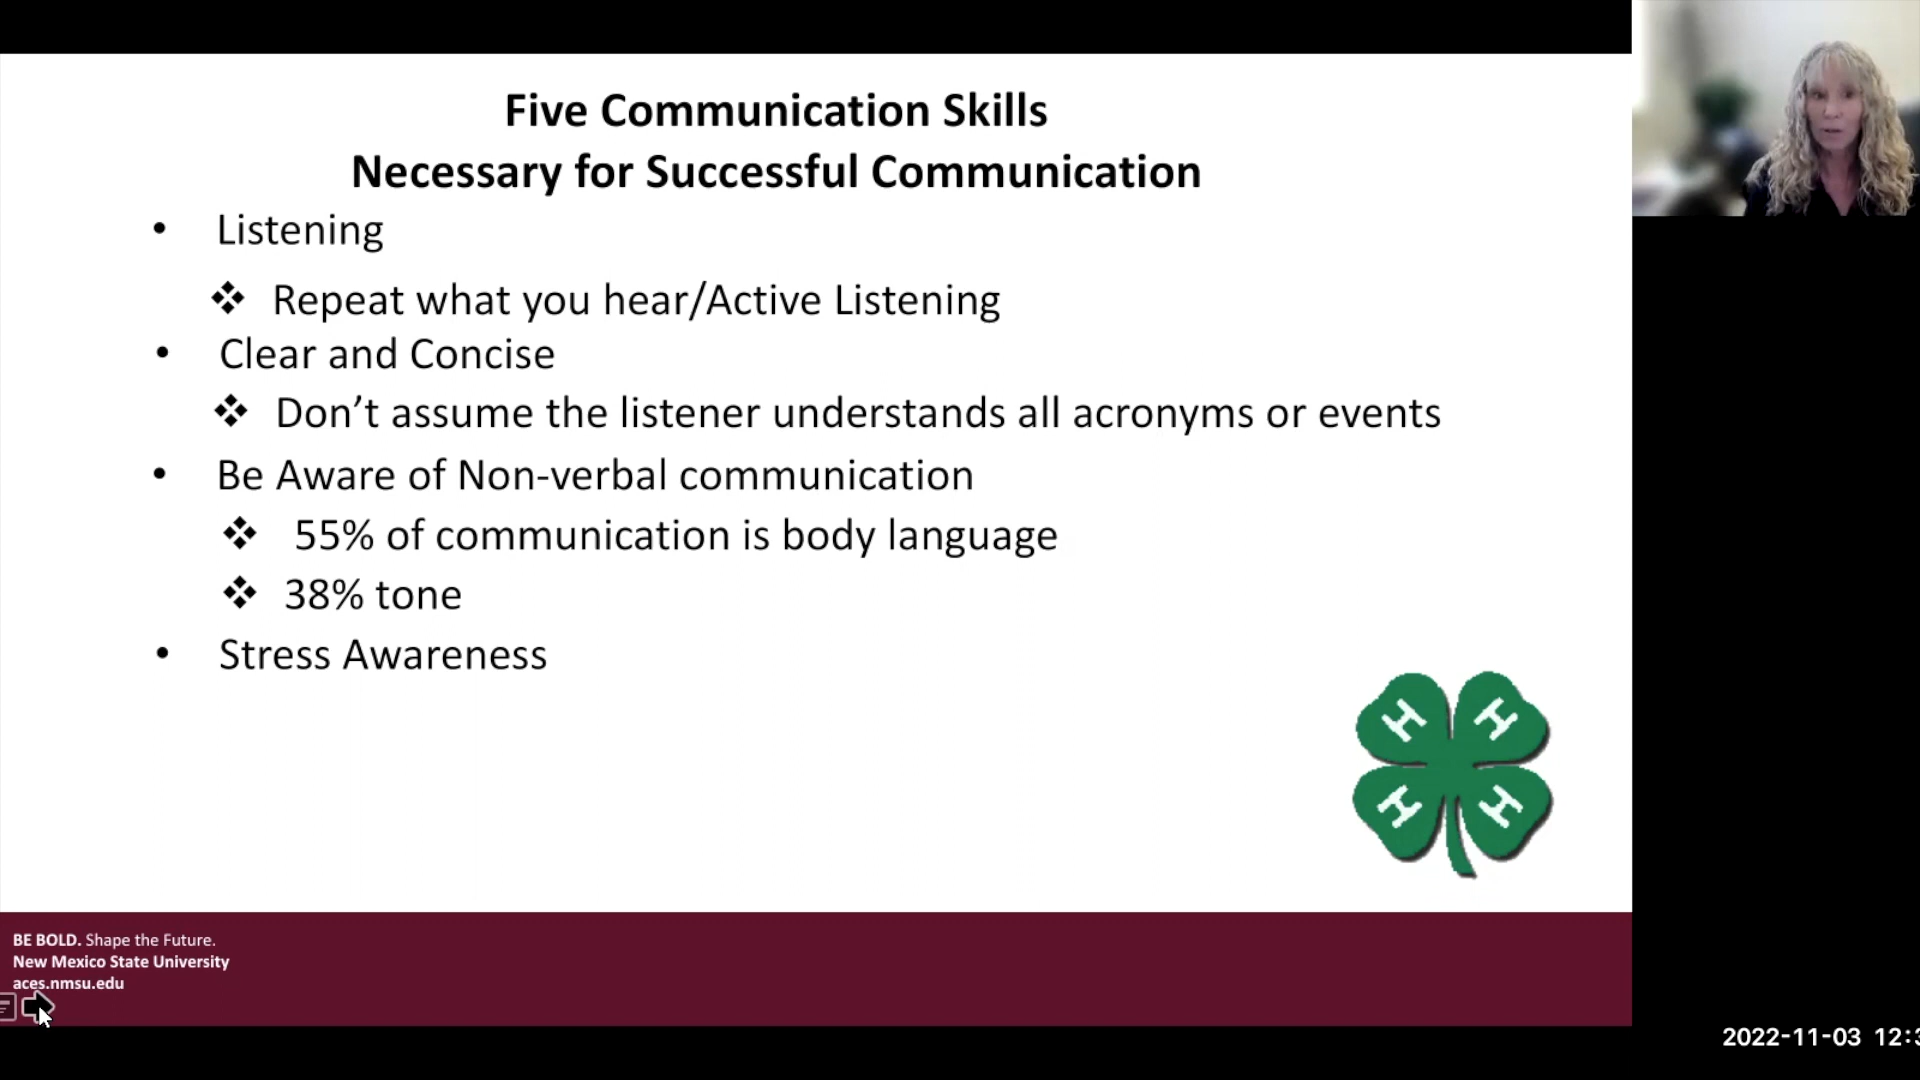 Five Communication Skills
Necessary for Successful Communication
• Listening
❖ Repeat what you hear/Active Listening
• Clear and Concise
❖ Don’t assume the listener understands all acronyms or events
• Be Aware of Non-verbal communication
❖ 55% of communication is body language
❖ 38% tone
• Stress Awareness
H H
H H
BE BOLD. Shape the Future.
New Mexico State University
aces.nmsu.edu
2022-11-03 12:3